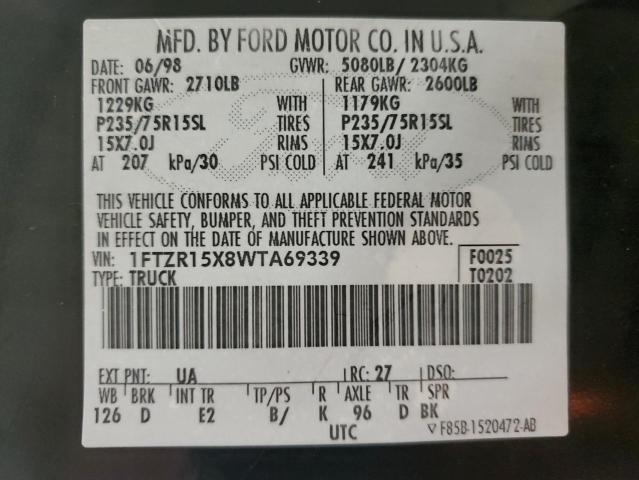 MFD. BY FORD MOTOR CO. IN U.S.A.
DATE: 06/98 GVWR: 5080LB/ 2304KG
FRONT GAWR: 2710LB REAR GAWR: 2600LB
1229KG WITH 1179KG WITH
P235/75R15SL TIRES P235/75R15SL TIRES
15X7.0J RIMS 15X7.0J RIMS
AT 207 kPa/30 PSI COLD AT 241 kPa/35 PSI COLD
THIS VEHICLE CONFORMS TO ALL APPLICABLE FEDERAL MOTOR
VEHICLE SAFETY, BUMPER, AND THEFT PREVENTION STANDARDS
IN EFFECT ON THE DATE OF MANUFACTURE SHOWN ABOVE.
VIN: 1FTZR15X8WTA69339 F0025
TYPE: TRUCK T0202
EXT PNT: UA RC: 27 DSO:
WB BRK INT TR TP/PS R AXLE TR SPR
126 D E2 B/ K 96 D BK
UTC ▽ F85B-1520472-AB